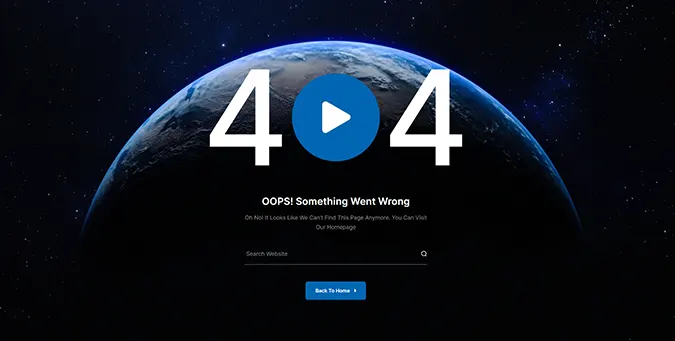 4 4
OOPS! Something Went Wrong
Oh No! It Looks Like We Can't Find This Page Anymore. You Can Visit
Our Homepage
Search Website
Back To Home